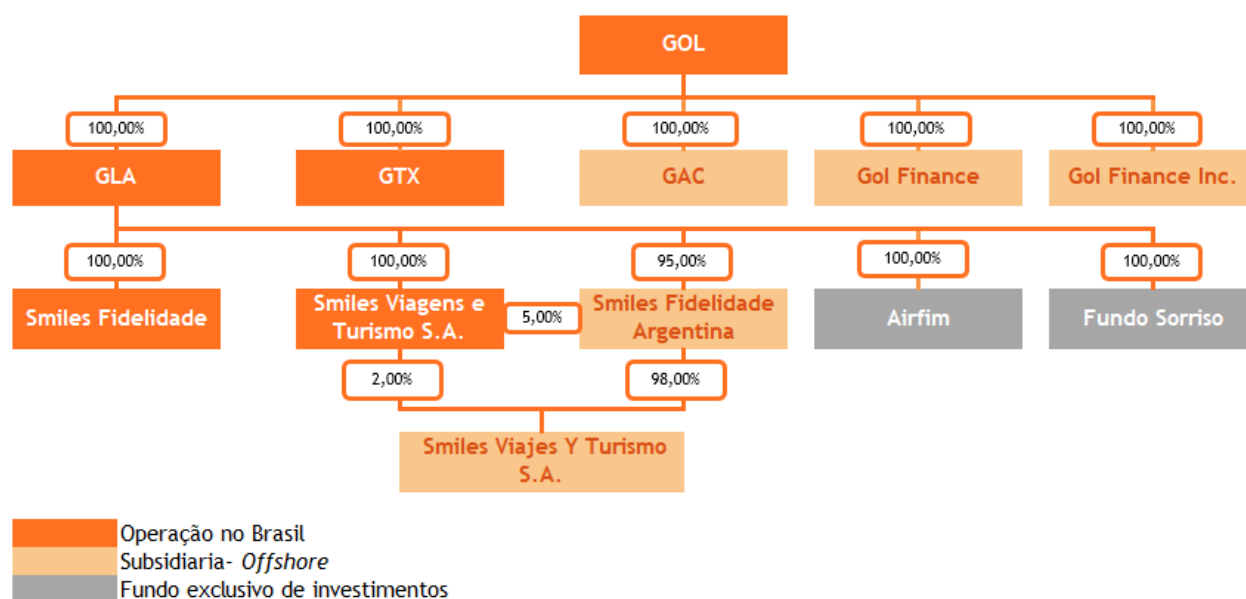 GOL
100,00% 100,00% 100,00% 100,00% 100,00%
GLA GTX GAC Gol Finance Gol Finance Inc.
100,00% 100,00% 95,00% 100,00% 100,00%
Smiles Fidelidade
Smiles Viagens e
Turismo S.A.
5,00%
Smiles Fidelidade
Argentina
Airfim
Fundo Sorriso
2,00% 98,00%
Smiles Viajes Y Turismo
S.A.
Operação no Brasil
Subsidiaria- Offshore
Fundo exclusivo de investimentos